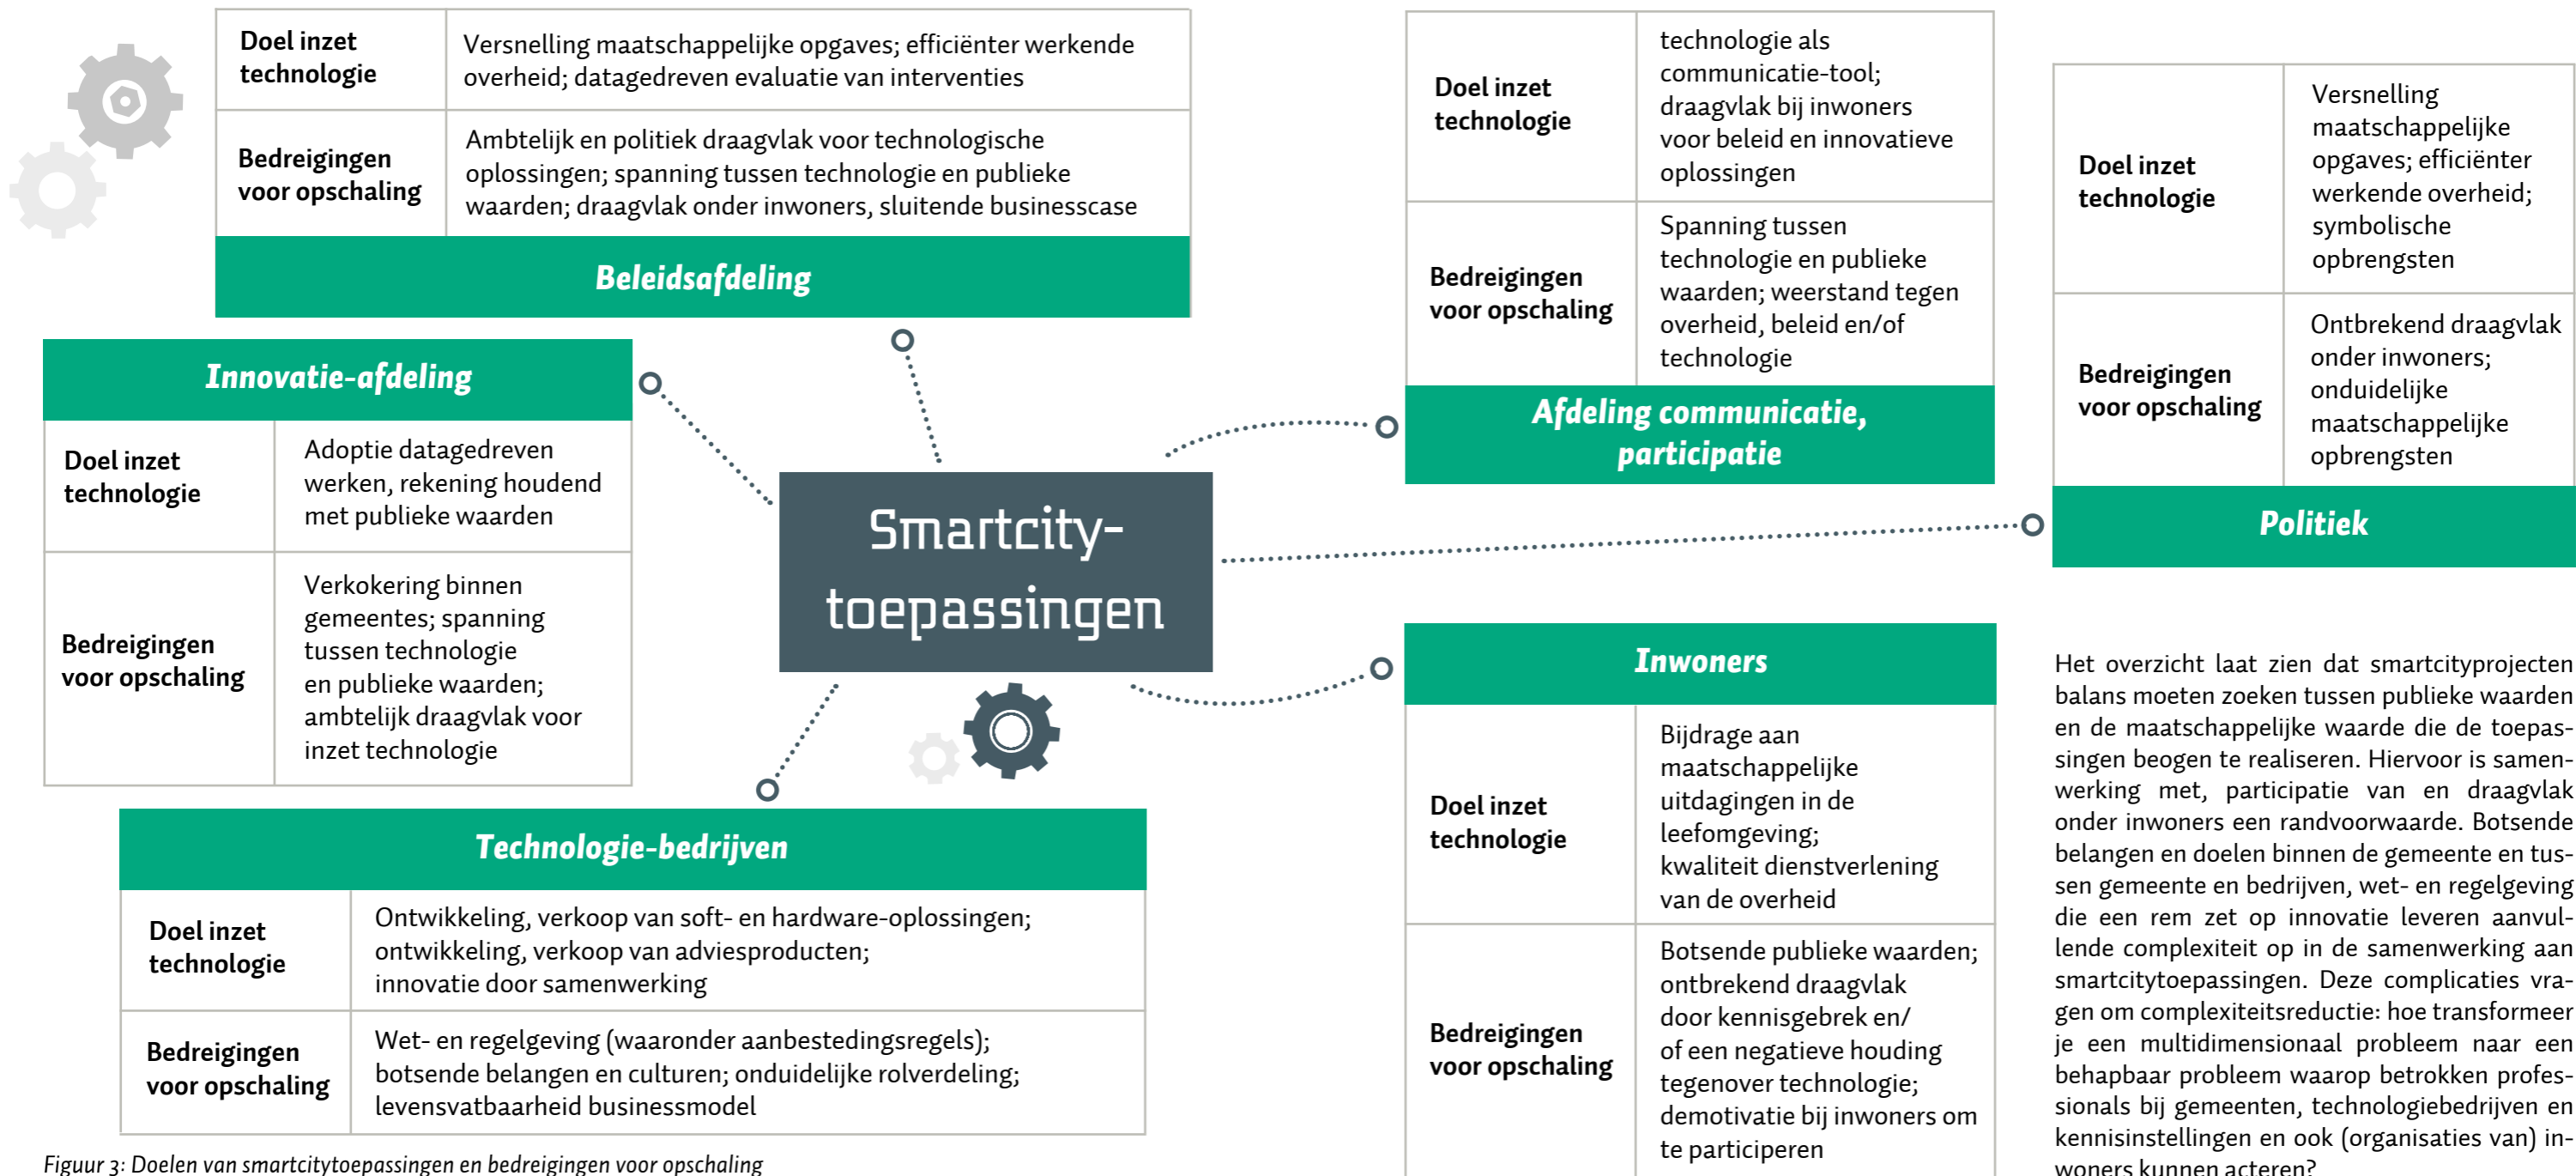 Doel inzet
technologie
Versnelling maatschappelijke opgaves; efficiënter werkende
overheid; datagedreven evaluatie van interventies
Bedreigingen
voor opschaling
Ambtelijk en politiek draagvlak voor technologische
oplossingen; spanning tussen technologie en publieke
waarden; draagvlak onder inwoners, sluitende businesscase
Beleidsafdeling
Innovatie-afdeling
Doel inzet
technologie
Adoptie datagedreven
werken, rekening houdend
met publieke waarden
Bedreigingen
voor opschaling
Verkokering binnen
gemeentes; spanning
tussen technologie
en publieke waarden;
ambtelijk draagvlak voor
inzet technologie
Smartcity-
toepassingen
Technologie-bedrijven
Doel inzet
technologie
Ontwikkeling, verkoop van soft- en hardware-oplossingen;
ontwikkeling, verkoop van adviesproducten;
innovatie door samenwerking
Bedreigingen
voor opschaling
Wet- en regelgeving (waaronder aanbestedingsregels);
botsende belangen en culturen; onduidelijke rolverdeling;
levensvatbaarheid businessmodel
Figuur 3: Doelen van smartcitytoepassingen en bedreigingen voor opschaling
Doel inzet
technologie
technologie als
communicatie-tool;
draagvlak bij inwoners
voor beleid en innovatieve
oplossingen
Bedreigingen
voor opschaling
Spanning tussen
technologie en publieke
waarden; weerstand tegen
overheid, beleid en/of
technologie
Afdeling communicatie,
participatie
Inwoners
Doel inzet
technologie
Bijdrage aan
maatschappelijke
uitdagingen in de
leefomgeving;
kwaliteit dienstverlening
van de overheid
Bedreigingen
voor opschaling
Botsende publieke waarden;
ontbrekend draagvlak
door kennisgebrek en/
of een negatieve houding
tegenover technologie;
demotivatie bij inwoners om
te participeren
Doel inzet
technologie
Versnelling
maatschappelijke
opgaves; efficiënter
werkende overheid;
symbolische
opbrengsten
Bedreigingen
voor opschaling
Ontbrekend draagvlak
onder inwoners;
onduidelijke
maatschappelijke
opbrengsten
Politiek
Het overzicht laat zien dat smartcityprojecten
balans moeten zoeken tussen publieke waarden
en de maatschappelijke waarde die de toepas-
singen beogen te realiseren. Hiervoor is samen-
werking met, participatie van en draagvlak
onder inwoners een randvoorwaarde. Botsende
belangen en doelen binnen de gemeente en tus-
sen gemeente en bedrijven, wet- en regelgeving
die een rem zet op innovatie leveren aanvul-
lende complexiteit op in de samenwerking aan
smartcitytoepassingen. Deze complicaties vra-
gen om complexiteitsreductie: hoe transformeer
je een multidimensionaal probleem naar een
behapbaar probleem waarop betrokken profes-
sionals bij gemeenten, technologiebedrijven en
kennisinstellingen en ook (organisaties van) in-
woners kunnen acteren?